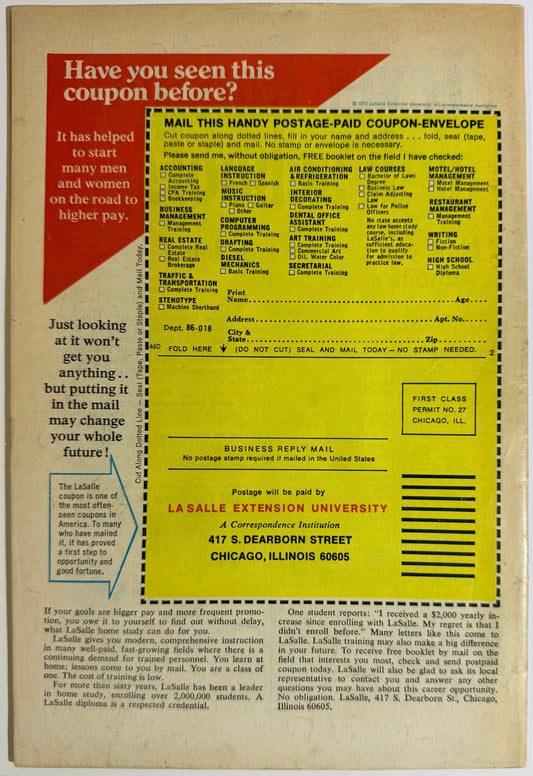 Have you seen this
coupon before?
© 1973 LaSalle Extension University, A Correspondence Institution
It has helped
to start
many men
and women
on the road to
higher pay.
MAIL THIS HANDY POSTAGE-PAID COUPON-ENVELOPE
Cut coupon along dotted lines, fill in your name and address . . . fold, seal (tape,
paste or staple) and mail. No stamp or envelope is necessary.
Please send me, without obligation, FREE booklet on the field I have checked:
ACCOUNTING
Complete
Accounting
Income Tax
CPA Training
Bookkeeping
BUSINESS
MANAGEMENT
Management
Training
REAL ESTATE
Complete Real
Estate
Real Estate
Brokerage
TRAFFIC &
TRANSPORTATION
Complete Training
STENOTYPE
Machine Shorthand
LANGUAGE
INSTRUCTION
French Spanish
MUSIC
INSTRUCTION
Piano Guitar
Other
COMPUTER
PROGRAMMING
Complete Training
DRAFTING
Complete Training
DIESEL
MECHANICS
Basic Training
AIR CONDITIONING
& REFRIGERATION
Basic Training
INTERIOR
DECORATING
Complete Training
DENTAL OFFICE
ASSISTANT
Complete Training
ART TRAINING
Complete Training
Commercial Art
Oil, Water Color
SECRETARIAL
Complete Training
LAW COURSES
Bachelor of Laws
Degree
Business Law
Claim Adjusting
Law
Law for Police
Officers
No state accepts
any law home study
course, including
LaSalle's, as
sufficient educa-
tion to qualify
for admission to
practice law.
MOTEL/HOTEL
MANAGEMENT
Motel Management
Hotel Management
RESTAURANT
MANAGEMENT
Management
Training
WRITING
Fiction
Non-Fiction
HIGH SCHOOL
High School
Diploma
Print
Name.......... Age....
Address.......... Apt. No.....
Dept. 86-018
City &
State.......... Zip..........
46D FOLD HERE (DO NOT CUT) SEAL AND MAIL TODAY—NO STAMP NEEDED. 2
Cut Along Dotted Line — Seal (Tape, Paste or Staple) and Mail Today.
Just looking
at it won't
get you
anything . .
but putting it
in the mail
may change
your whole
future!
FIRST CLASS
PERMIT NO. 27
CHICAGO, ILL.
BUSINESS REPLY MAIL
No postage stamp required if mailed in the United States
Postage will be paid by
LA SALLE EXTENSION UNIVERSITY
A Correspondence Institution
417 S. DEARBORN STREET
CHICAGO, ILLINOIS 60605
The LaSalle
coupon is one of
the most often-
seen coupons in
America. To many
who have mailed
it, it has proved
a first step to
opportunity and
good fortune.
If your goals are bigger pay and more frequent promo-
tion, you owe it to yourself to find out without delay,
what LaSalle home study can do for you.
LaSalle gives you modern, comprehensive instruction
in many well-paid, fast-growing fields where there is a
continuing demand for trained personnel. You learn at
home; lessons come to you by mail. You are a class of
one. The cost of training is low.
For more than sixty years, LaSalle has been a leader
in home study, enrolling over 2,000,000 students. A
LaSalle diploma is a respected credential.
One student reports: "I received a $2,000 yearly in-
crease since enrolling with LaSalle. My regret is that I
didn't enroll before." Many letters like this come to
LaSalle. LaSalle training may also make a big difference
in your future. To receive free booklet by mail on the
field that interests you most, check and send postpaid
coupon today. LaSalle will also be glad to ask its local
representative to contact you and answer any other
questions you may have about this career opportunity.
No obligation. LaSalle, 417 S. Dearborn St., Chicago,
Illinois 60605.